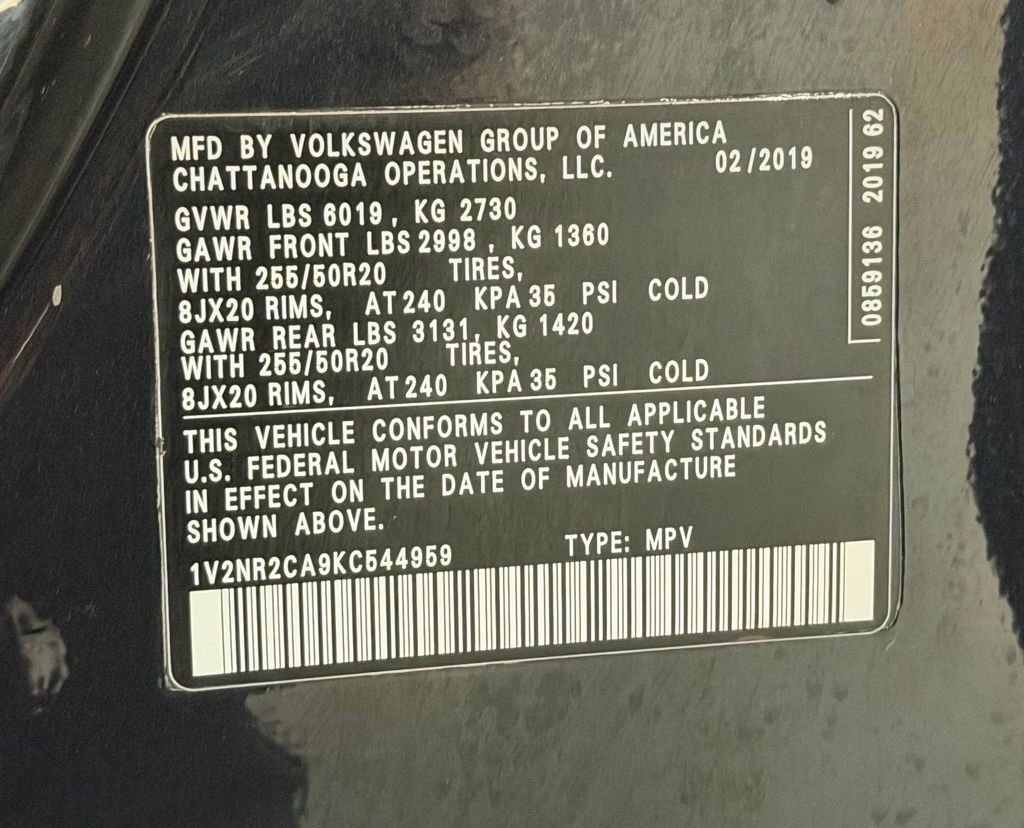 MFD BY VOLKSWAGEN GROUP OF AMERICA
CHATTANOOGA OPERATIONS, LLC. 02/2019
GVWR LBS 6019, KG 2730
GAWR FRONT LBS 2998, KG 1360
WITH 255/50R20 TIRES,
8JX20 RIMS, AT 240 KPA 35 PSI COLD
GAWR REAR LBS 3131, KG 1420
WITH 255/50R20 TIRES,
8JX20 RIMS, AT 240 KPA 35 PSI COLD
THIS VEHICLE CONFORMS TO ALL APPLICABLE
U.S. FEDERAL MOTOR VEHICLE SAFETY STANDARDS
IN EFFECT ON THE DATE OF MANUFACTURE
SHOWN ABOVE.
1V2NR2CA9KC544959 TYPE: MPV
0859136 2019 62